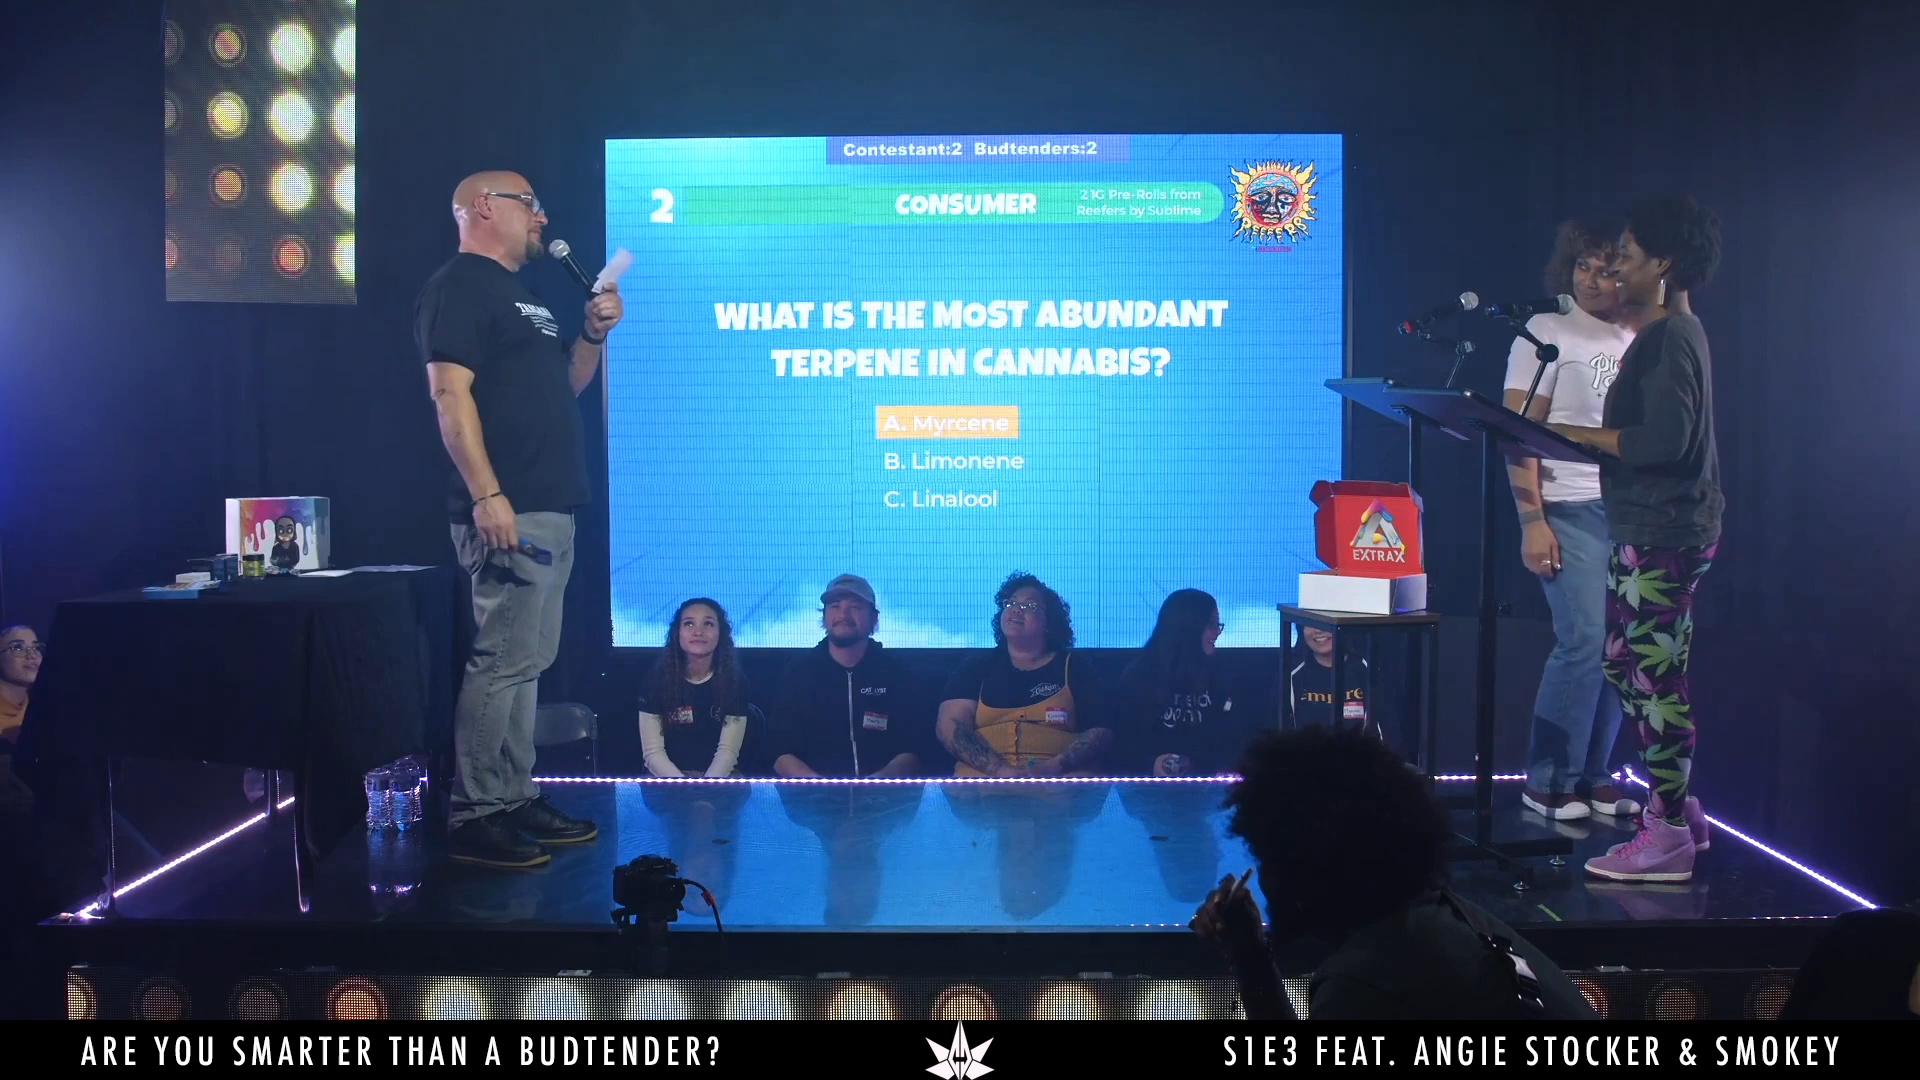 Contestant:2 Budtenders:2
2
CONSUMER
2 1G Pre-Rolls from
Reefers by Sublime
WHAT IS THE MOST ABUNDANT
TERPENE IN CANNABIS?
A. Myrcene
B. Limonene
C. Linalool
EXTRAX
ARE YOU SMARTER THAN A BUDTENDER?
S1E3 FEAT. ANGIE STOCKER & SMOKEY